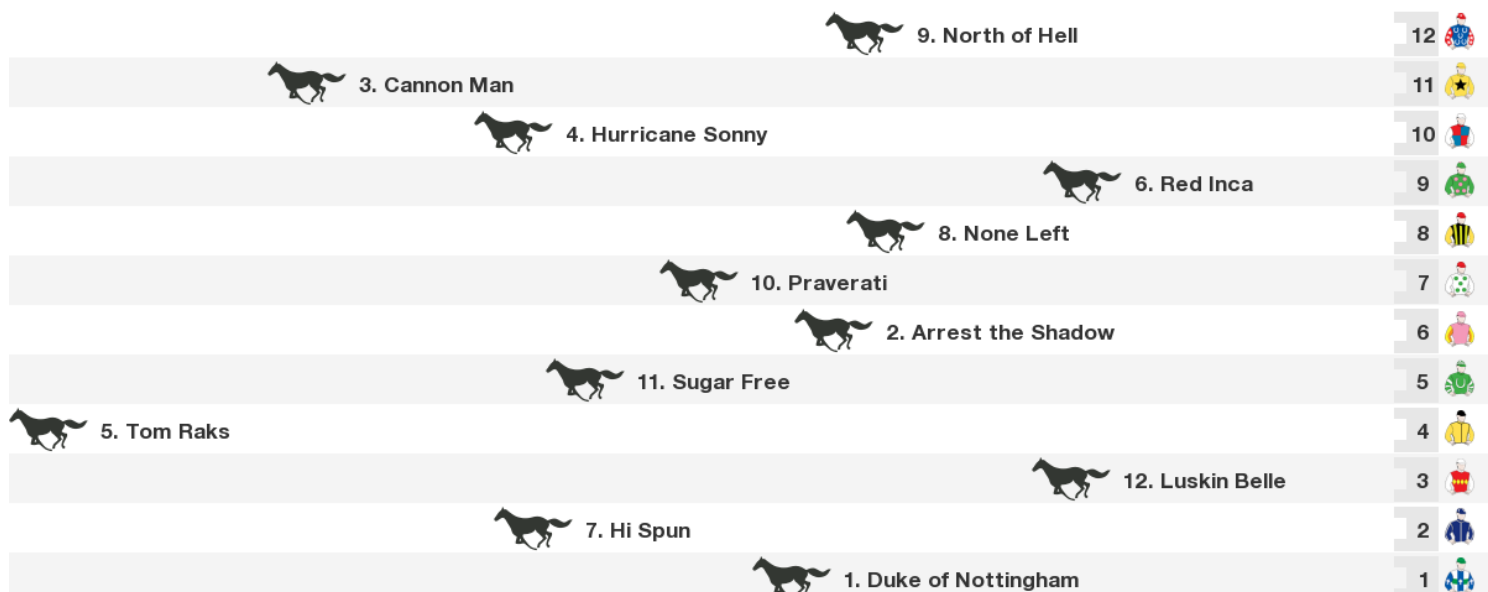 9. North of Hell 12
3. Cannon Man 11
4. Hurricane Sonny 10
6. Red Inca 9
8. None Left 8
10. Praverati 7
2. Arrest the Shadow 6
11. Sugar Free 5
5. Tom Raks 4
12. Luskin Belle 3
7. Hi Spun 2
1. Duke of Nottingham 1